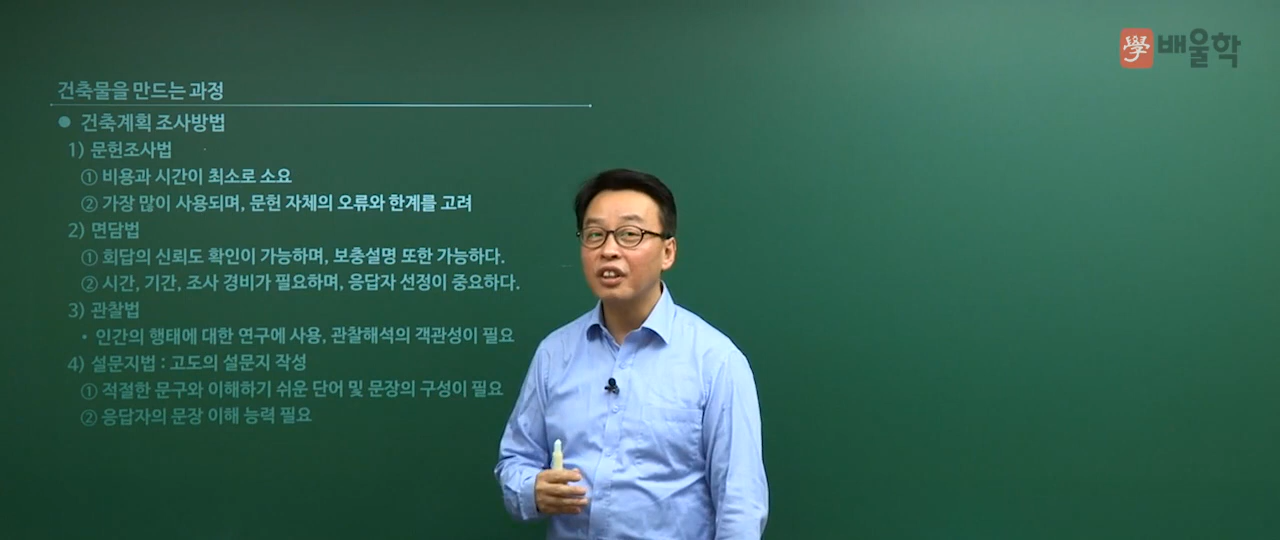 學 배울학
건축물을 만드는 과정
● 건축계획 조사방법
1) 문헌조사법
① 비용과 시간이 최소로 소요
② 가장 많이 사용되며, 문헌 자체의 오류와 한계를 고려
2) 면담법
① 회답의 신뢰도 확인이 가능하며, 보충설명 또한 가능하다.
② 시간, 기간, 조사 경비가 필요하며, 응답자 선정이 중요하다.
3) 관찰법
• 인간의 행태에 대한 연구에 사용, 관찰해석의 객관성이 필요
4) 설문지법 : 고도의 설문지 작성
① 적절한 문구와 이해하기 쉬운 단어 및 문장의 구성이 필요
② 응답자의 문장 이해 능력 필요